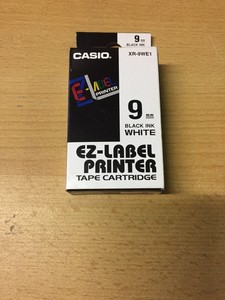 9 mm
BLACK INK
CASIO
XR-9WE1
EZ-LABEL
PRINTER
9 mm
BLACK INK
WHITE
EZ-LABEL
PRINTER
TAPE CARTRIDGE